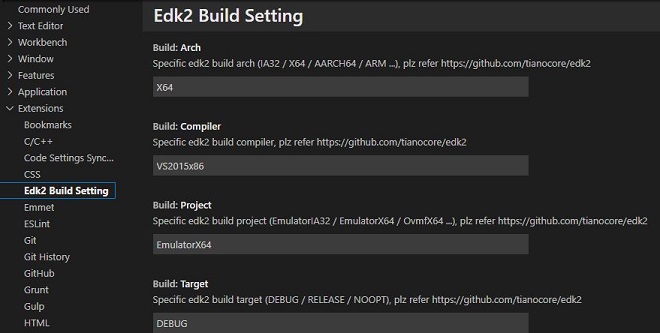 Commonly Used
Text Editor
Workbench
Window
Features
Application
Extensions
Bookmarks
C/C++
Code Settings Sync...
CSS
Edk2 Build Setting
Emmet
ESLint
Git
Git History
GitHub
Grunt
Gulp
HTML
Edk2 Build Setting
Build: Arch
Specific edk2 build arch (IA32 / X64 / AARCH64 / ARM ...), plz refer https://github.com/tianocore/edk2
X64
Build: Compiler
Specific edk2 build compiler, plz refer https://github.com/tianocore/edk2
VS2015x86
Build: Project
Specific edk2 build project (EmulatorIA32 / EmulatorX64 / OvmfX64 ...), plz refer https://github.com/tianocore/edk2
EmulatorX64
Build: Target
Specific edk2 build target (DEBUG / RELEASE / NOOPT), plz refer https://github.com/tianocore/edk2
DEBUG